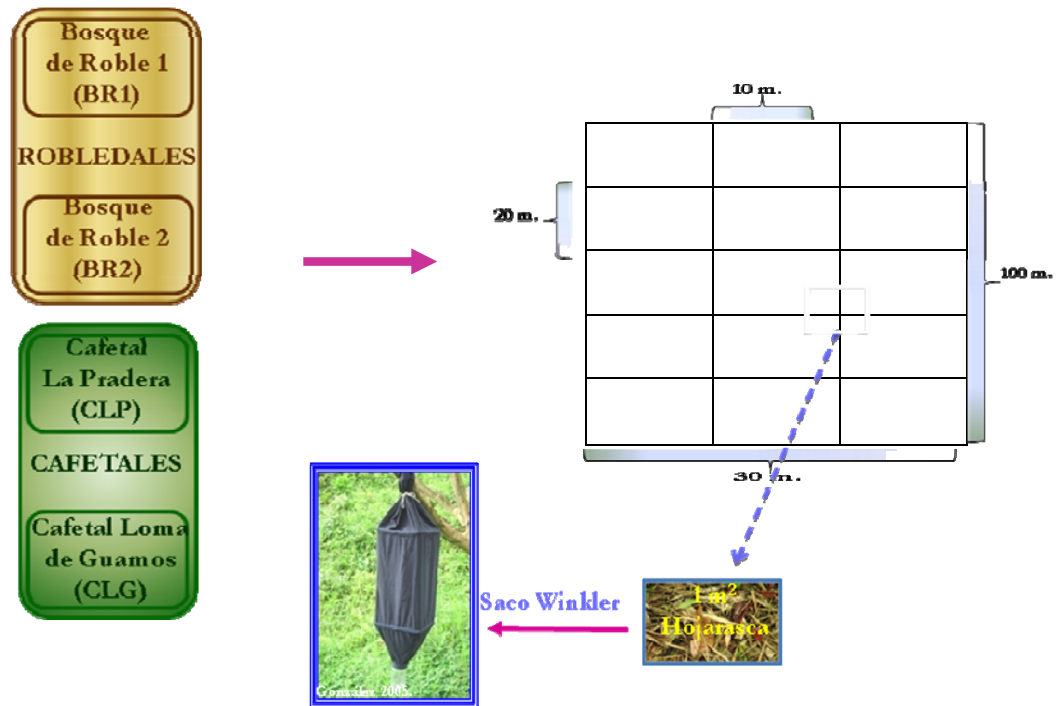 Bosque
de Roble 1
(BR1)
ROBLEDALES
Bosque
de Roble 2
(BR2)
Cafetal
La Pradera
(CLP)
CAFETALES
Cafetal Loma
de Guamos
(CLG)
10 m.
20 m.
100 m.
30 m.
1 m²
Hojarasca
Saco Winkler
Gonzalez 2005.